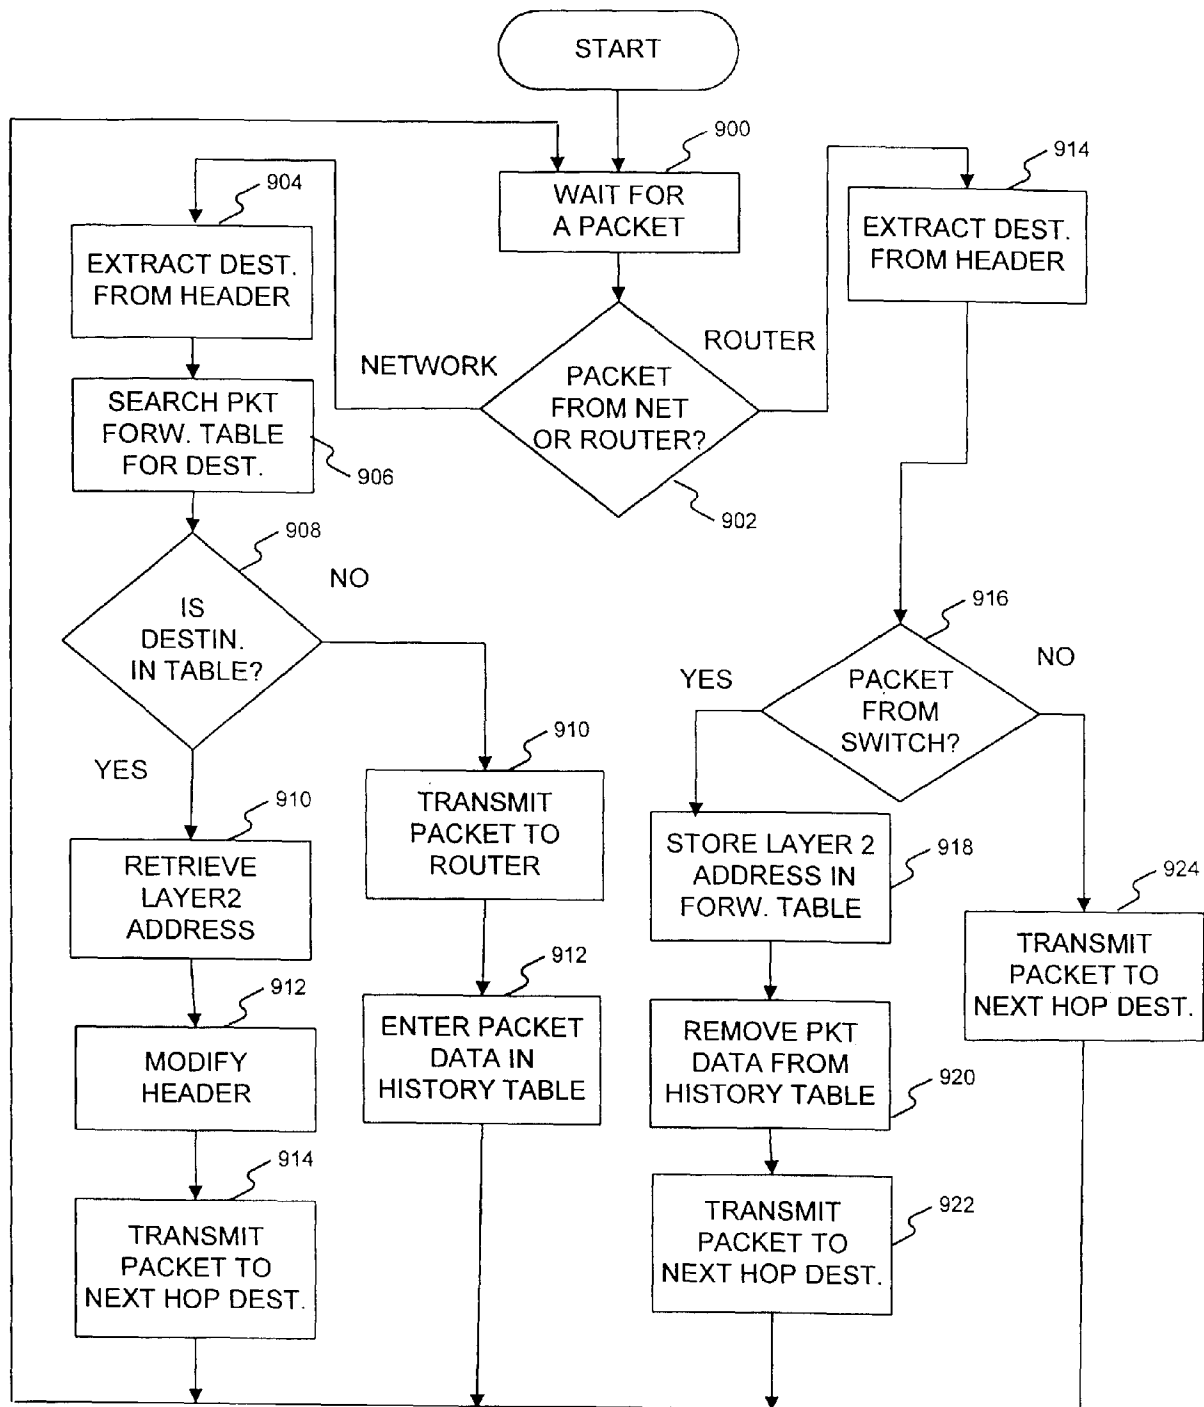 START
900
WAIT FOR
A PACKET
904
EXTRACT DEST.
FROM HEADER
914
EXTRACT DEST.
FROM HEADER
NETWORK
ROUTER
PACKET
FROM NET
OR ROUTER?
902
SEARCH PKT
FORW. TABLE
FOR DEST.
906
908
IS
DESTIN.
IN TABLE?
NO
YES
916
PACKET
FROM
SWITCH?
YES
NO
910
RETRIEVE
LAYER2
ADDRESS
910
TRANSMIT
PACKET TO
ROUTER
STORE LAYER 2
ADDRESS IN
FORW. TABLE
918
924
TRANSMIT
PACKET TO
NEXT HOP DEST.
912
MODIFY
HEADER
912
ENTER PACKET
DATA IN
HISTORY TABLE
REMOVE PKT
DATA FROM
HISTORY TABLE
920
914
TRANSMIT
PACKET TO
NEXT HOP DEST.
TRANSMIT
PACKET TO
NEXT HOP DEST.
922